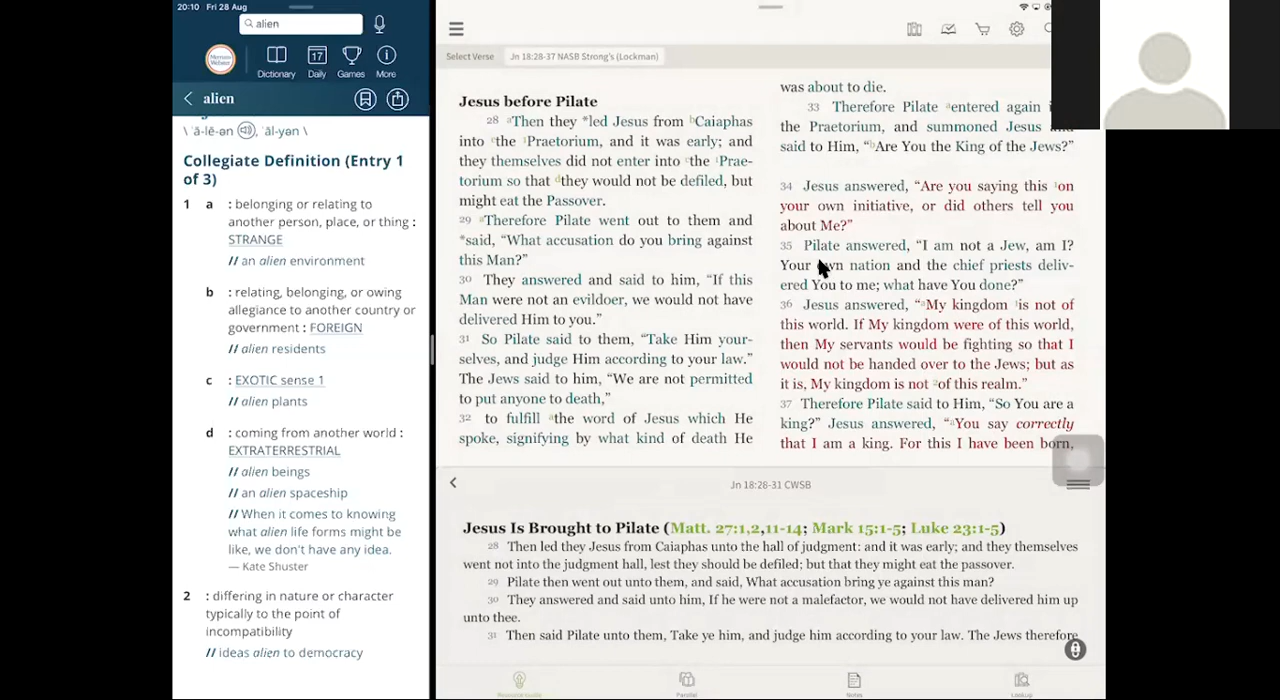 20:10 Fri 28 Aug
alien
Merriam
Webster
Dictionary
17
Daily
Games
More
alien
\ ˈā-lē-ən , ˈāl-yən \
Collegiate Definition (Entry 1
of 3)
1 a : belonging or relating to
another person, place, or thing :
STRANGE
// an alien environment
b : relating, belonging, or owing
allegiance to another country or
government : FOREIGN
// alien residents
c : EXOTIC sense 1
// alien plants
d : coming from another world :
EXTRATERRESTRIAL
// alien beings
// an alien spaceship
// When it comes to knowing
what alien life forms might be
like, we don't have any idea.
— Kate Shuster
2 : differing in nature or character
typically to the point of
incompatibility
// ideas alien to democracy
Select Verse Jn 18:28-37 NASB Strong's (Lockman)
Jesus before Pilate
28 aThen they *led Jesus from bCaiaphas
into cthe 1Praetorium, and it was early; and
they themselves did not enter into cthe 1Prae-
torium so that dthey would not be defiled, but
might eat the Passover.
29 aTherefore Pilate went out to them and
*said, “What accusation do you bring against
this Man?”
30 They answered and said to him, “If this
Man were not an evildoer, we would not have
delivered Him to you.”
31 So Pilate said to them, “Take Him your-
selves, and judge Him according to your law.”
The Jews said to him, “We are not permitted
to put anyone to death,”
32 to fulfill athe word of Jesus which He
spoke, signifying by what kind of death He
was about to die.
33 Therefore Pilate aentered again
the Praetorium, and summoned Jesus
said to Him, “bAre You the King of the Jews?”
34 Jesus answered, “Are you saying this 1on
your own initiative, or did others tell you
about Me?”
35 Pilate answered, “I am not a Jew, am I?
Your own nation and the chief priests deliv-
ered You to me; what have You done?”
36 Jesus answered, “aMy kingdom 1is not of
this world. If My kingdom were of this world,
then My servants would be fighting so that I
would not be handed over to the Jews; but as
it is, My kingdom is not 2of this realm.”
37 Therefore Pilate said to Him, “So You are a
king?” Jesus answered, “aYou say correctly
that I am a king. For this I have been born,
Jn 18:28-31 CWSB
Jesus Is Brought to Pilate (Matt. 27:1,2,11-14; Mark 15:1-5; Luke 23:1-5)
28 Then led they Jesus from Caiaphas unto the hall of judgment: and it was early; and they themselves
went not into the judgment hall, lest they should be defiled; but that they might eat the passover.
29 Pilate then went out unto them, and said, What accusation bring ye against this man?
30 They answered and said unto him, If he were not a malefactor, we would not have delivered him up
unto thee.
31 Then said Pilate unto them, Take ye him, and judge him according to your law. The Jews therefore
Resource Guide
Parallel
Notes
Lookup